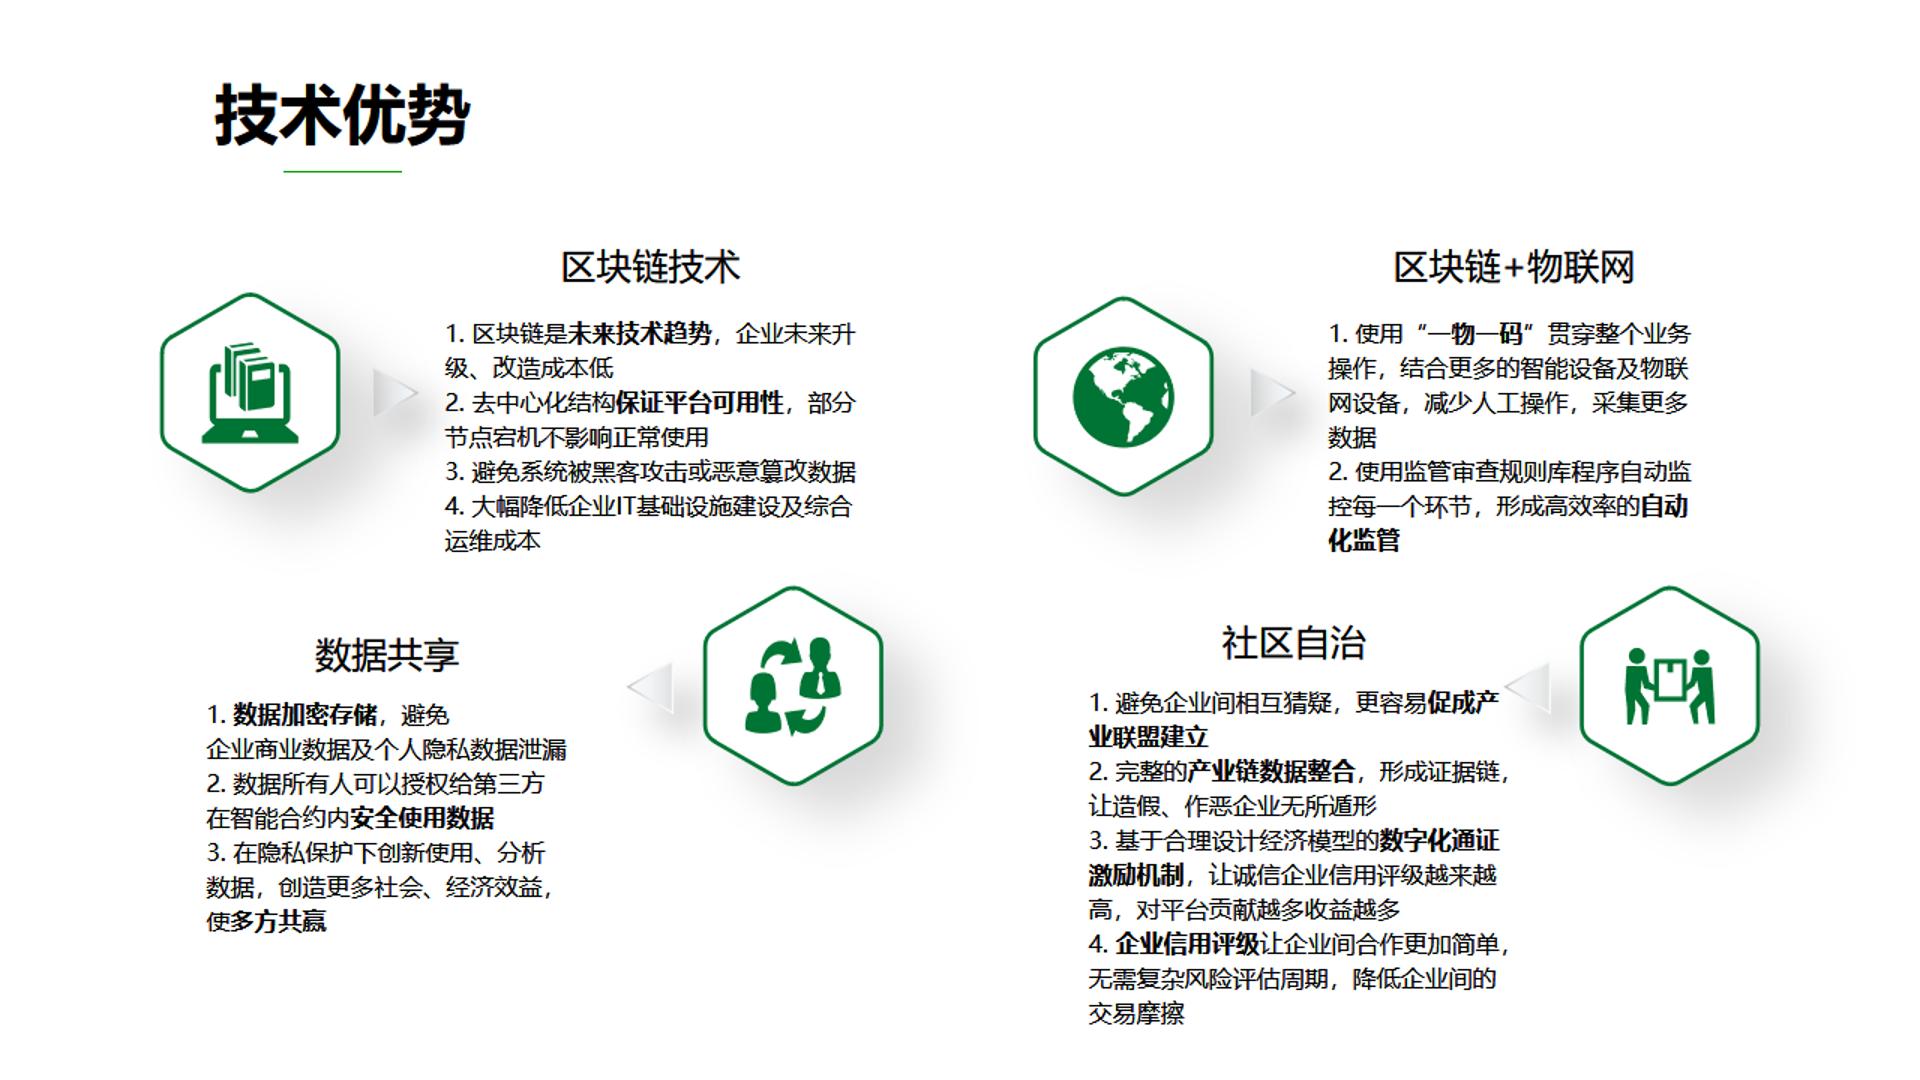 技术优势
区块链技术
1. 区块链是未来技术趋势，企业未来升
级、改造成本低
2. 去中心化结构保证平台可用性，部分
节点宕机不影响正常使用
3. 避免系统被黑客攻击或恶意篡改数据
4. 大幅降低企业IT基础设施建设及综合
运维成本
区块链+物联网
1. 使用“一物一码”贯穿整个业务
操作，结合更多的智能设备及物联
网设备，减少人工操作，采集更多
数据
2. 使用监管审查规则库程序自动监
控每一个环节，形成高效率的自动
化监管
数据共享
1. 数据加密存储，避免
企业商业数据及个人隐私数据泄漏
2. 数据所有人可以授权给第三方
在智能合约内安全使用数据
3. 在隐私保护下创新使用、分析
数据，创造更多社会、经济效益，
使多方共赢
社区自治
1. 避免企业间相互猜疑，更容易促成产
业联盟建立
2. 完整的产业链数据整合，形成证据链，
让造假、作恶企业无所遁形
3. 基于合理设计经济模型的数字化通证
激励机制，让诚信企业信用评级越来越
高，对平台贡献越多收益越多
4. 企业信用评级让企业间合作更加简单，
无需复杂风险评估周期，降低企业间的
交易摩擦